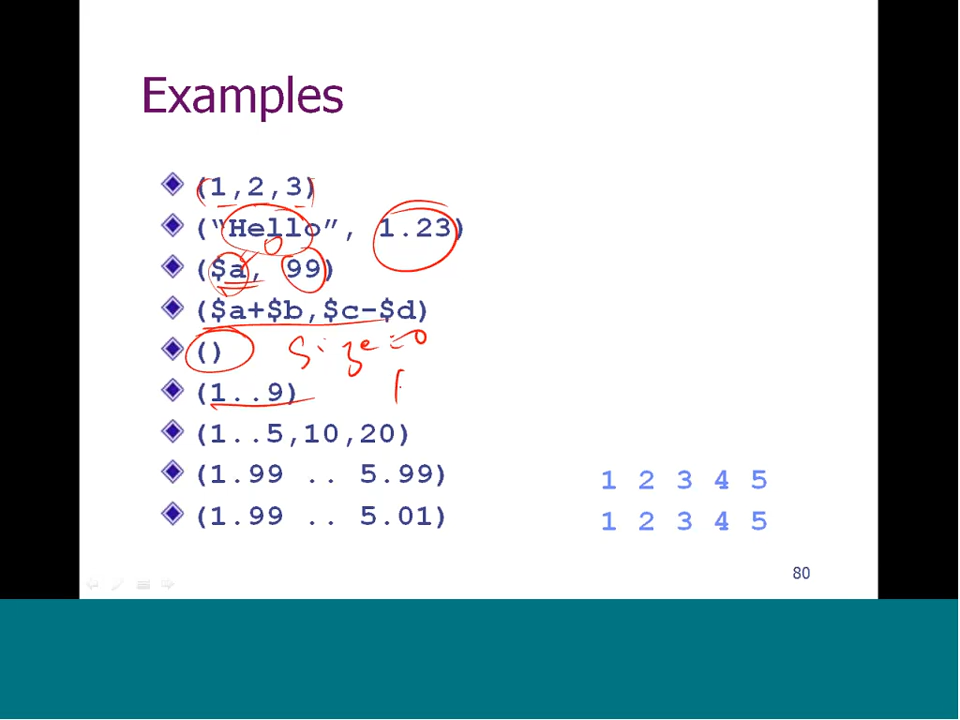 Examples
(1,2,3)
(“Hello”, 1.23)
($a, 99)
($a+$b,$c-$d)
() Size=0
(1..9)
(1..5,10,20)
(1.99 .. 5.99) 1 2 3 4 5
(1.99 .. 5.01) 1 2 3 4 5
80